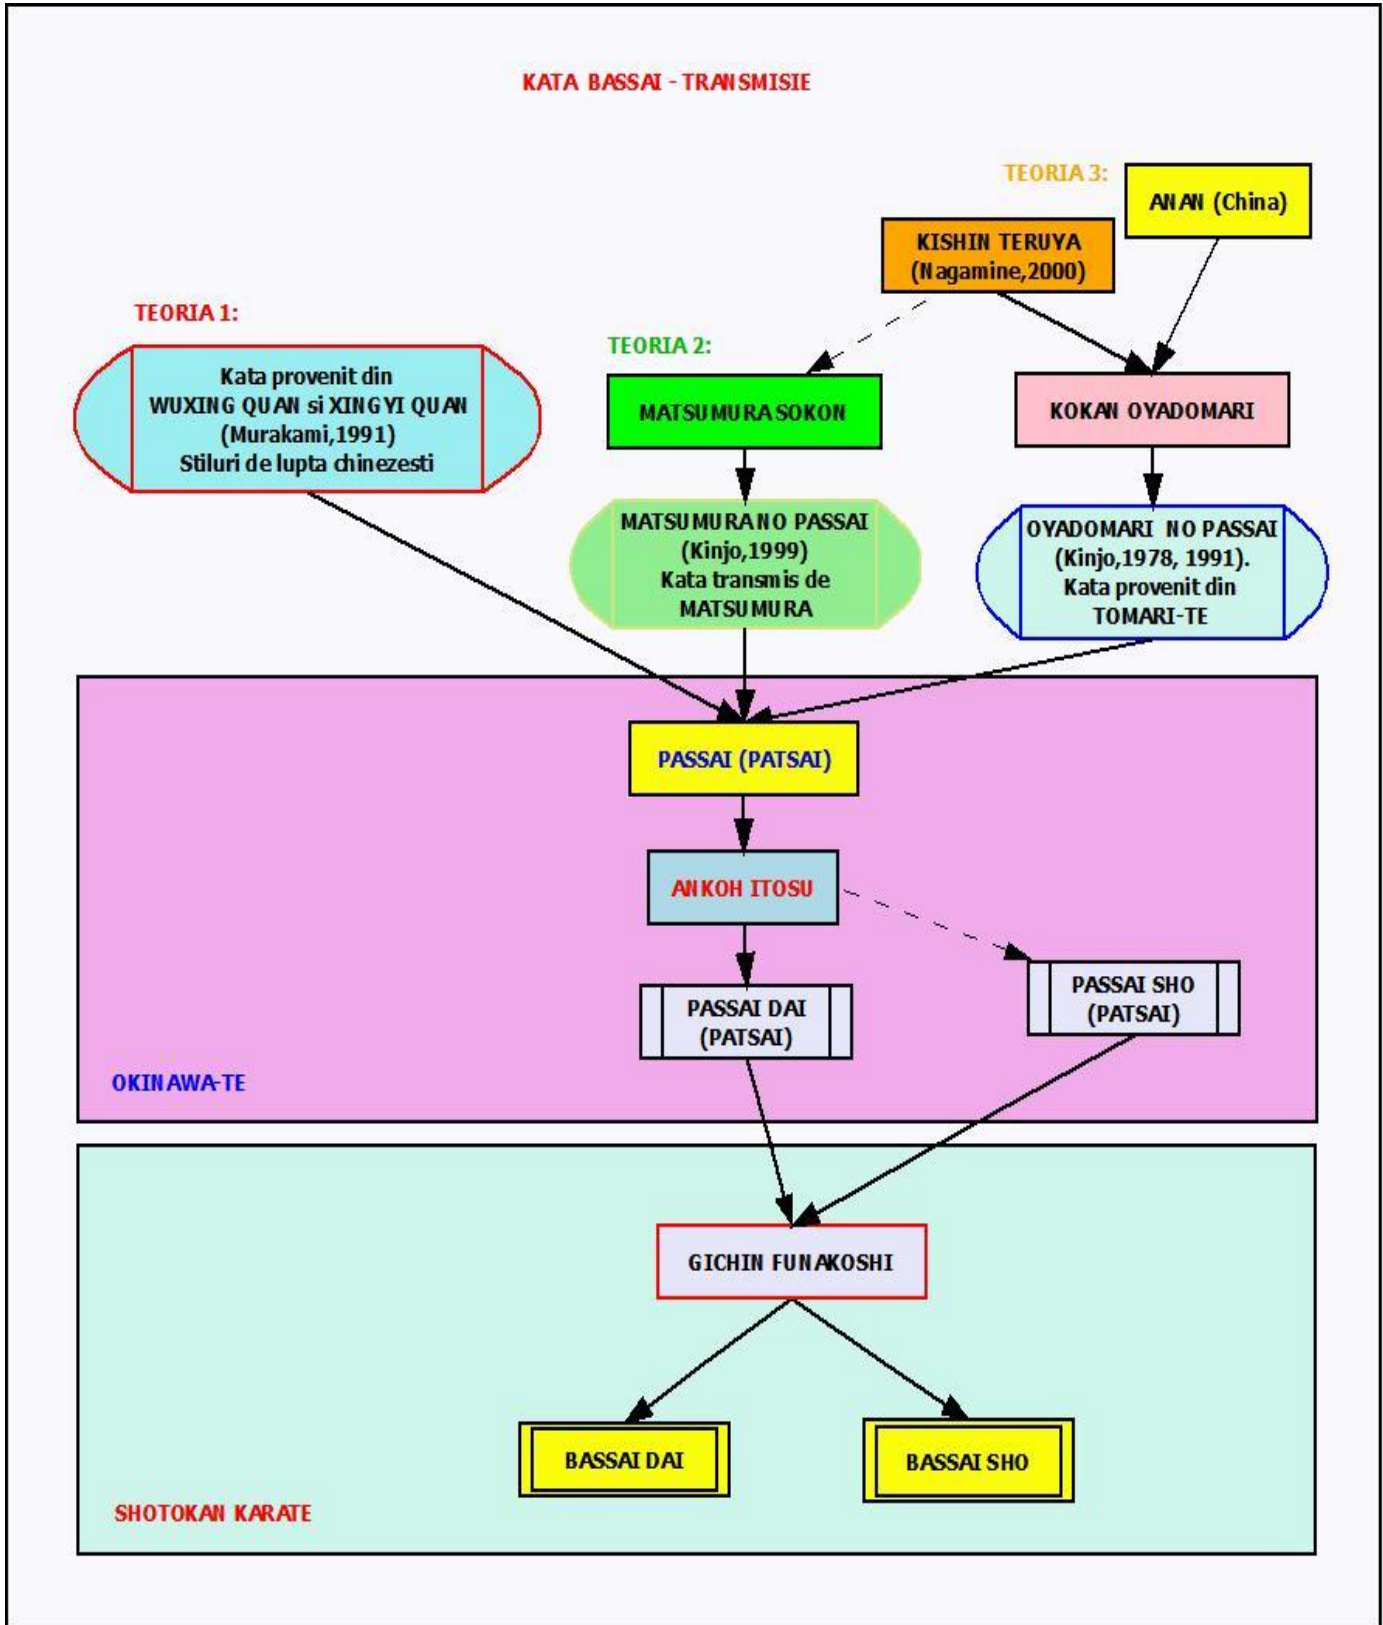 KATA BASSAI - TRANSMISIE
TEORIA 3:
ANAN (China)
KISHIN TERUYA
(Nagamine,2000)
TEORIA 1:
Kata provenit din
WUXING QUAN si XINGYI QUAN
(Murakami,1991)
Stiluri de lupta chinezesti
TEORIA 2:
MATSUMURA SOKON
KOKAN OYADOMARI
MATSUMURA NO PASSAI
(Kinjo,1999)
Kata transmis de
MATSUMURA
OYADOMARI NO PASSAI
(Kinjo,1978, 1991).
Kata provenit din
TOMARI-TE
PASSAI (PATSAI)
ANKOH ITOSU
PASSAI DAI
(PATSAI)
PASSAI SHO
(PATSAI)
OKINAWA-TE
GICHIN FUNAKOSHI
BASSAI DAI
BASSAI SHO
SHOTOKAN KARATE